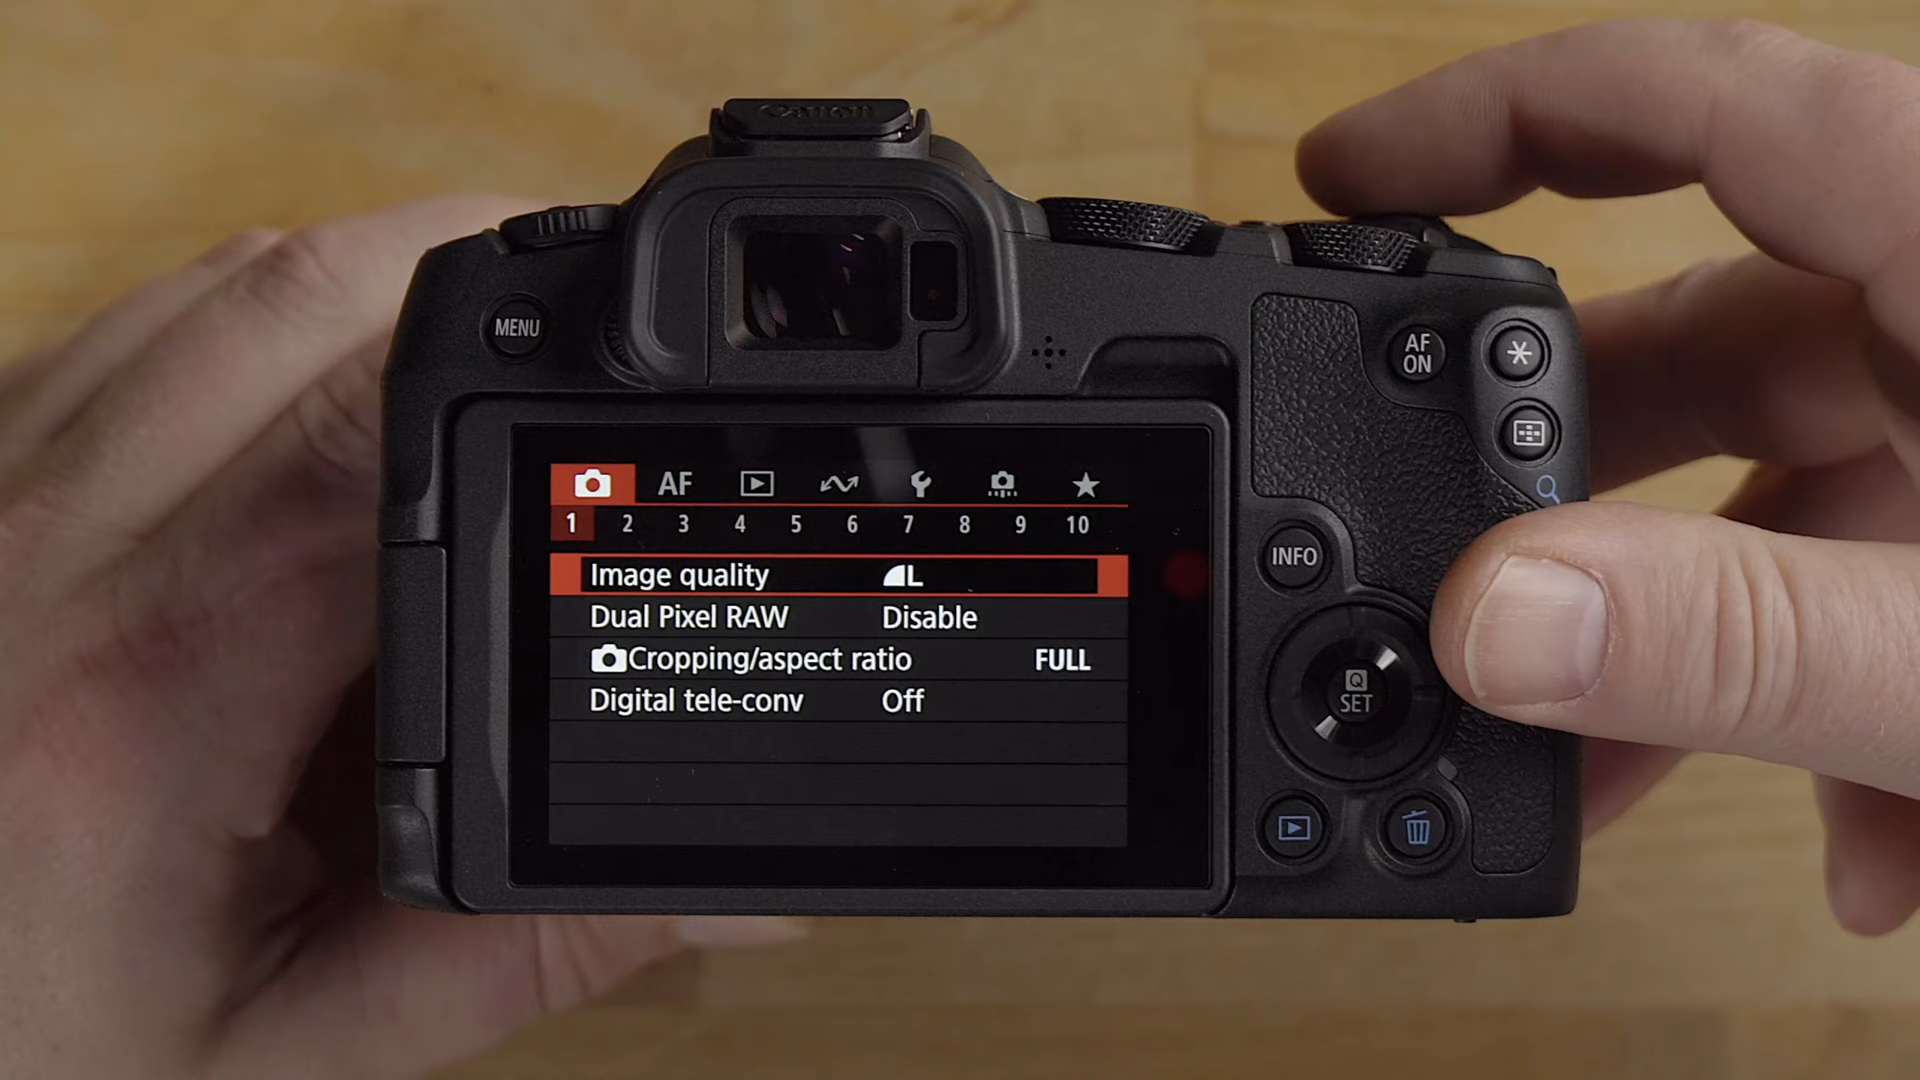 Canon
MENU
AF
ON
AF
1 2 3 4 5 6 7 8 9 10
Image quality L
Dual Pixel RAW Disable
Cropping/aspect ratio FULL
Digital tele-conv Off
INFO
Q
SET